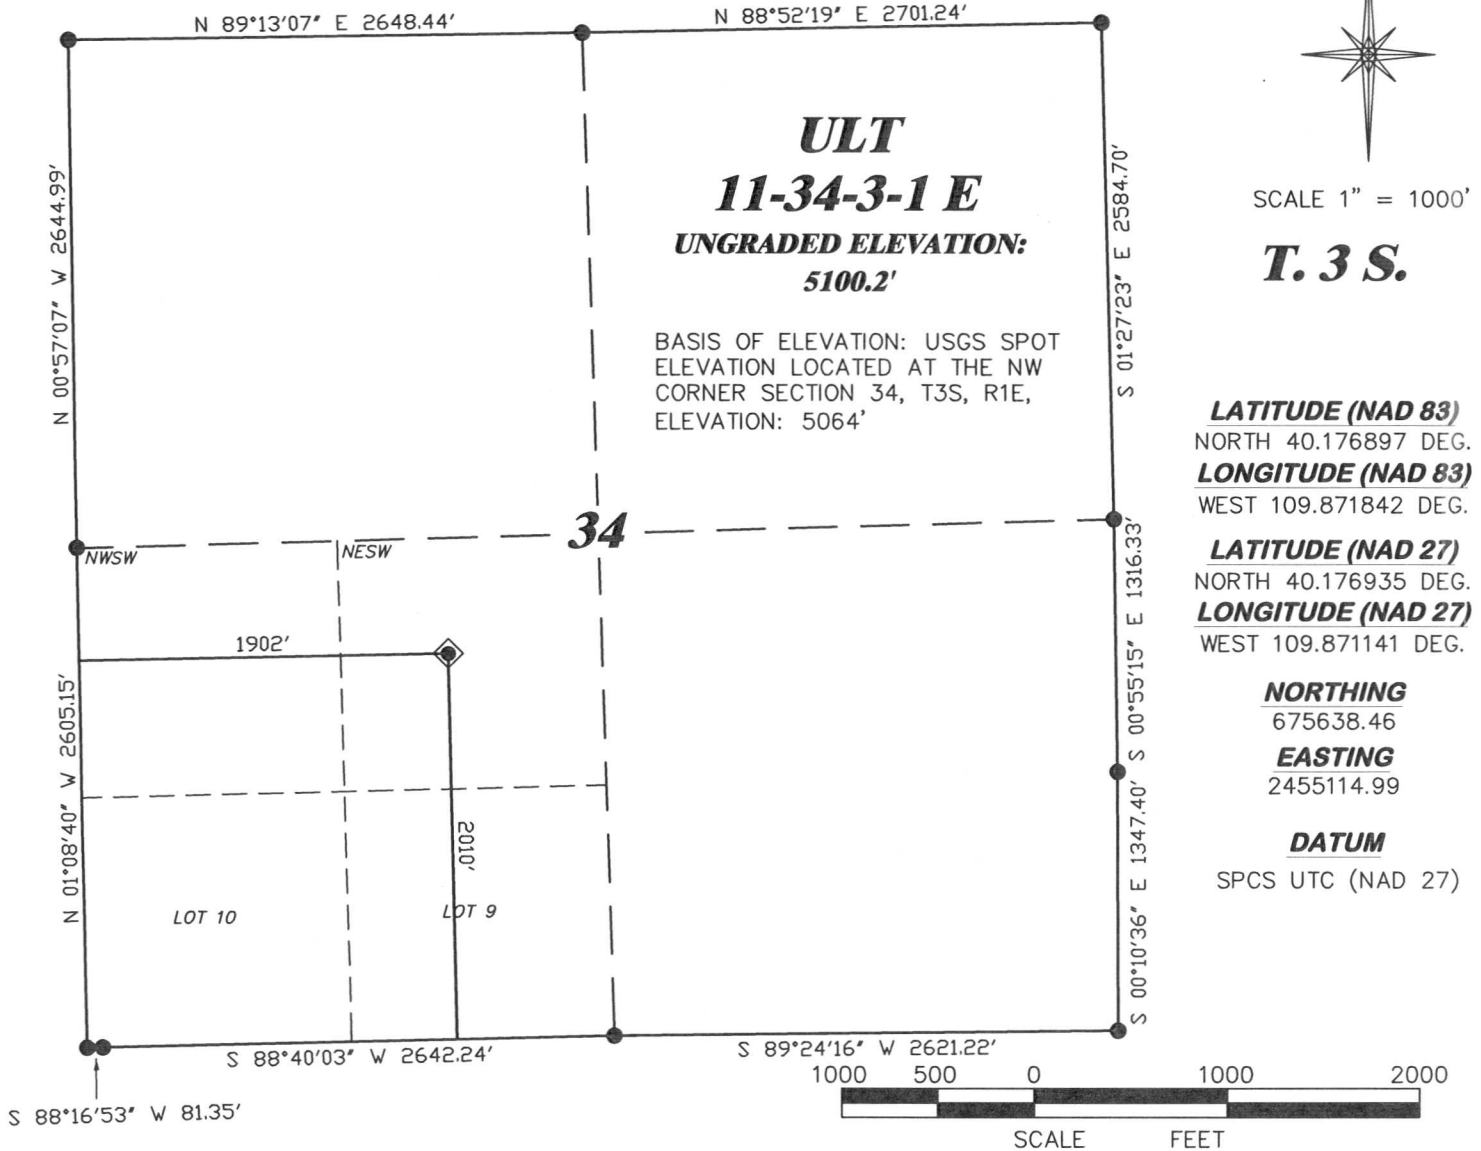 N 89°13'07" E 2648.44'
N 88°52'19" E 2701.24'
ULT
11-34-3-1 E
UNGRADED ELEVATION:
5100.2'
BASIS OF ELEVATION: USGS SPOT
ELEVATION LOCATED AT THE NW
CORNER SECTION 34, T3S, R1E,
ELEVATION: 5064'
N 00°57'07" W 2644.99'
S 01°27'23" E 2584.70'
SCALE 1" = 1000'
T. 3 S.
LATITUDE (NAD 83)
NORTH 40.176897 DEG.
LONGITUDE (NAD 83)
WEST 109.871842 DEG.
LATITUDE (NAD 27)
NORTH 40.176935 DEG.
LONGITUDE (NAD 27)
WEST 109.871141 DEG.
NORTHING
675638.46
EASTING
2455114.99
DATUM
SPCS UTC (NAD 27)
34
NWSW
NESW
1902'
2010'
N 01°08'40" W 2605.15'
S 00°55'15" E 1316.33'
S 00°10'36" E 1347.40'
LOT 10
LOT 9
S 88°40'03" W 2642.24'
S 89°24'16" W 2621.22'
S 88°16'53" W 81.35'
1000 500 0 1000 2000
SCALE FEET